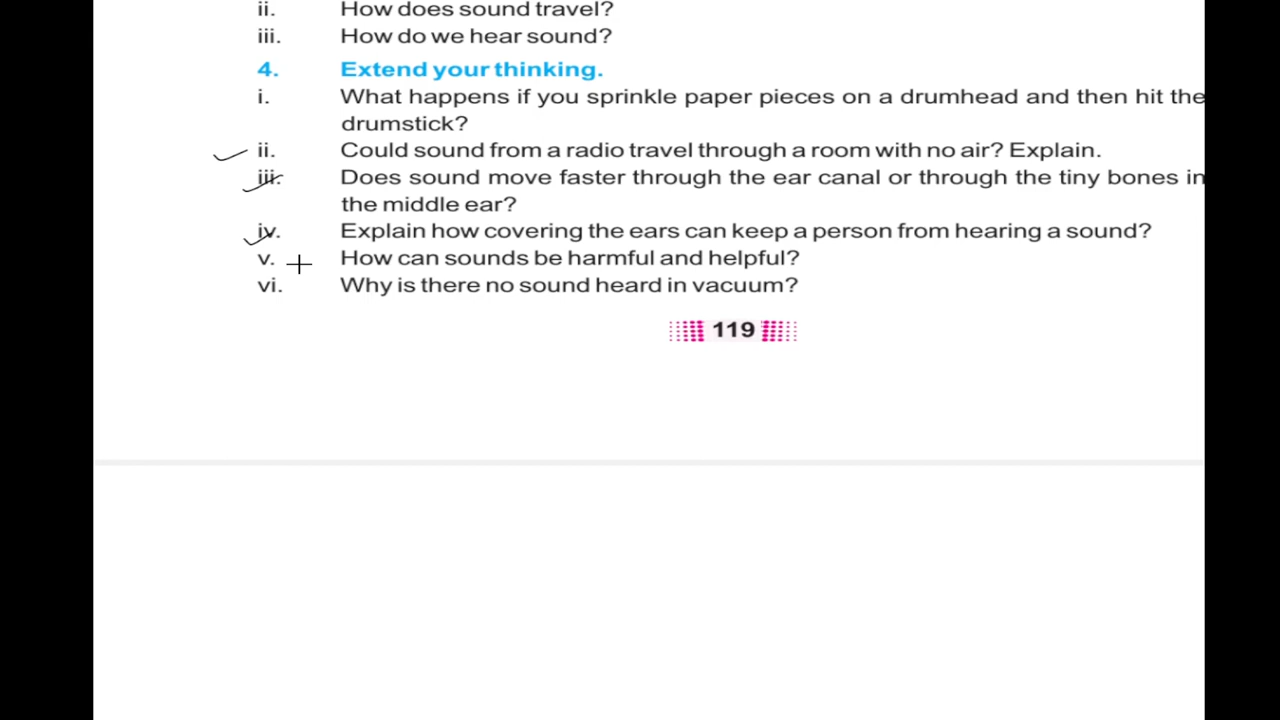 ii. How does sound travel?
iii. How do we hear sound?
4. Extend your thinking.
i. What happens if you sprinkle paper pieces on a drumhead and then hit the
drumstick?
ii. Could sound from a radio travel through a room with no air? Explain.
iii. Does sound move faster through the ear canal or through the tiny bones in
the middle ear?
iv. Explain how covering the ears can keep a person from hearing a sound?
v. How can sounds be harmful and helpful?
vi. Why is there no sound heard in vacuum?
119